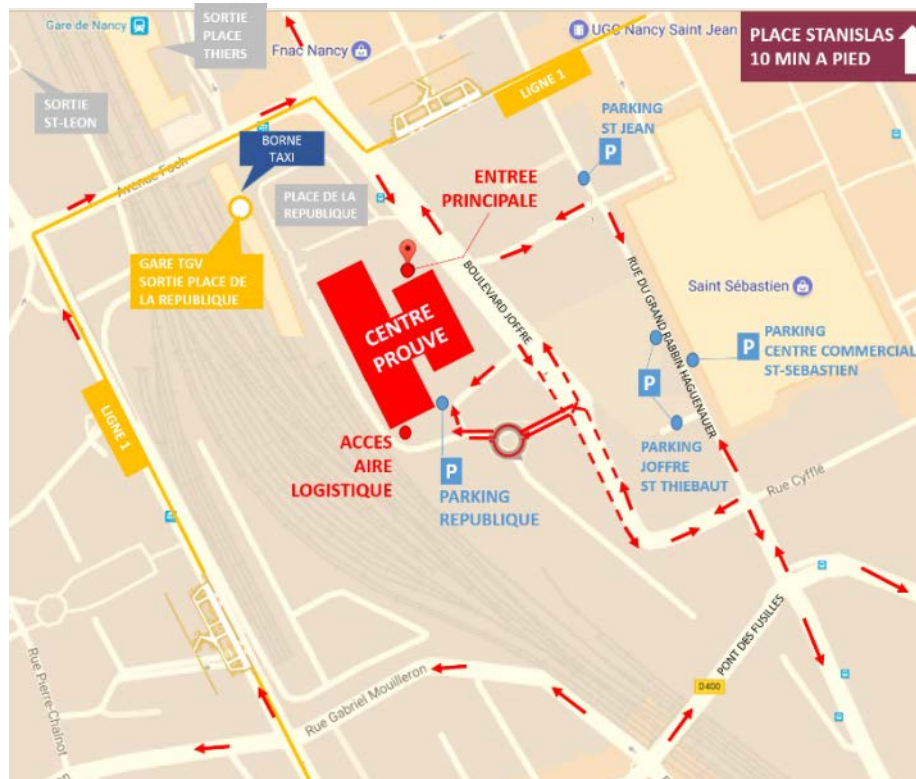 Gare de Nancy
SORTIE
PLACE
THIERS
Fnac Nancy
UGC Nancy Saint Jean
PLACE STANISLAS
10 MIN A PIED
LIGNE 1
SORTIE
ST-LEON
PARKING
ST JEAN
P
BORNE
TAXI
Avenue Foch
PLACE DE LA
REPUBLIQUE
ENTREE
PRINCIPALE
GARE TGV
SORTIE PLACE DE
LA REPUBLIQUE
CENTRE
PROUVE
BOULEVARD JOFFRE
RUE DU GRAND RABBIN HAGUENAUER
Saint Sébastien
P
PARKING
CENTRE COMMERCIAL
ST-SEBASTIEN
P
PARKING
JOFFRE
ST THIEBAUT
LIGNE 1
ACCES
AIRE
LOGISTIQUE
P
PARKING
REPUBLIQUE
Rue Cyfflé
PONT DES FUSILLES
D400
Rue Gabriel Mouilleron
Rue Pierre-Chalnot